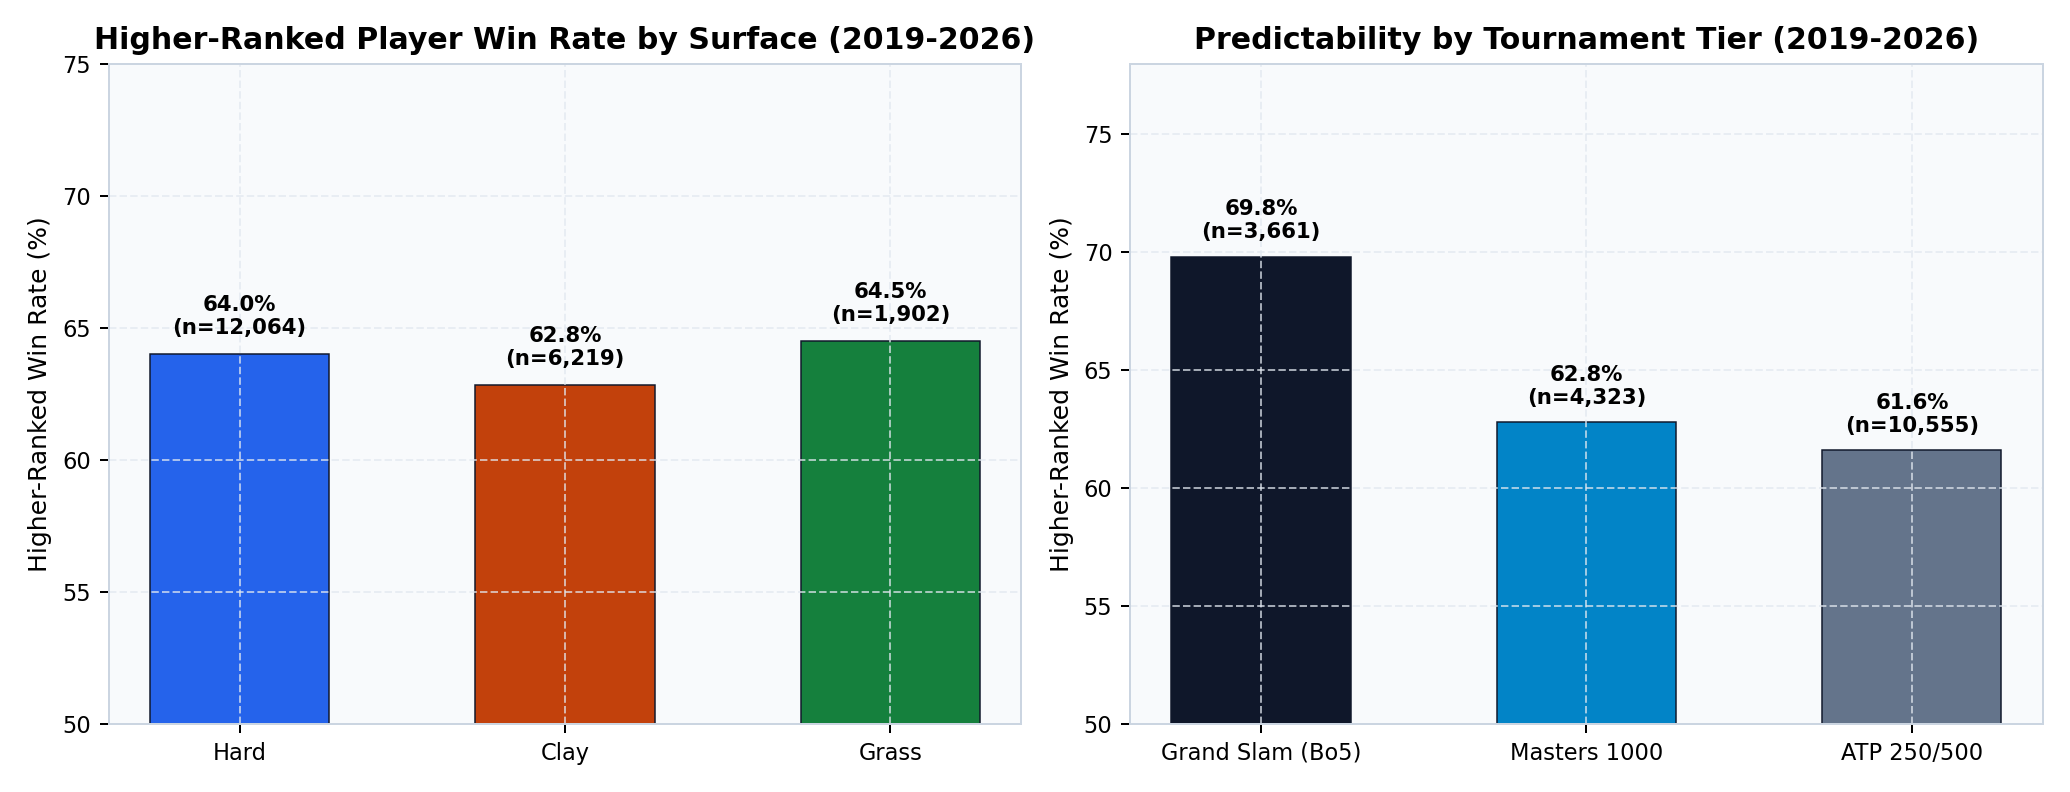 Higher-Ranked Player Win Rate by Surface (2019-2026)
Higher-Ranked Win Rate (%)
75
70
65
60
55
50
64.0%
(n=12,064)
62.8%
(n=6,219)
64.5%
(n=1,902)
Hard
Clay
Grass
Predictability by Tournament Tier (2019-2026)
Higher-Ranked Win Rate (%)
75
70
65
60
55
50
69.8%
(n=3,661)
62.8%
(n=4,323)
61.6%
(n=10,555)
Grand Slam (Bo5)
Masters 1000
ATP 250/500